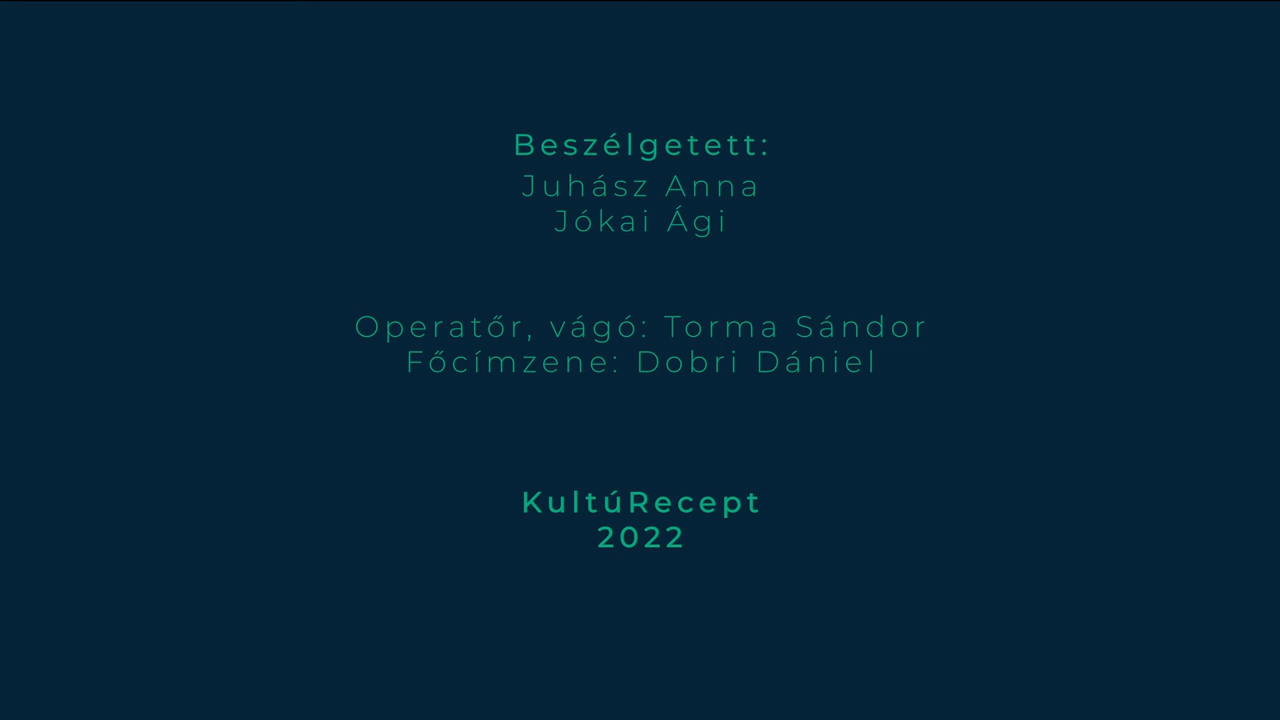 Beszélgetett:
Juhász Anna
Jókai Ági
Operatőr, vágó: Torma Sándor
Főcímzene: Dobri Dániel
KultúRecept
2022